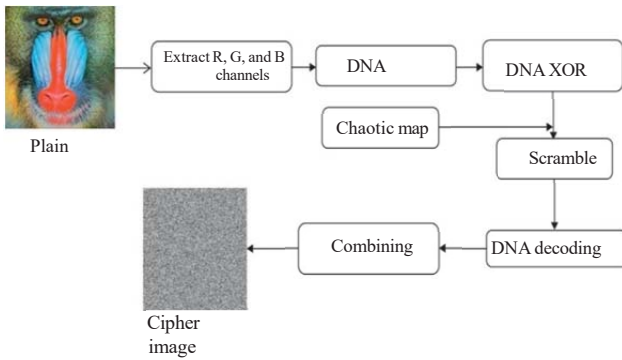 Plain
Extract R, G, and B
channels
DNA
DNA XOR
Chaotic map
Scramble
DNA decoding
Combining
Cipher
image